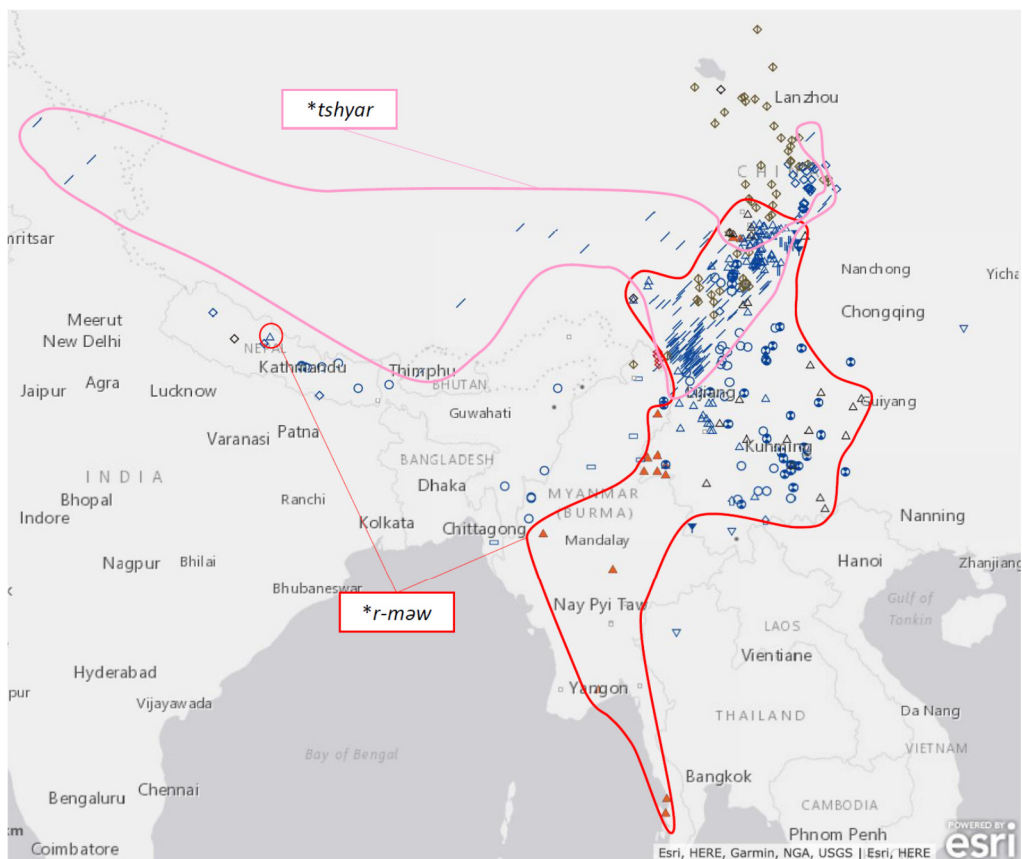 Lanzhou
*tshyar
C H I
mritsar
Nanchong
Yicha
Chongqing
Meerut
New Delhi
NEPAL
Kathmandu
Thimphu
BHUTAN
Lijiang
Guiyang
Jaipur
Agra
Lucknow
Guwahati
Varanasi
Patna
Kunming
BANGLADESH
INDIA
Dhaka
MYANMAR
(BURMA)
Bhopal
Ranchi
Indore
Kolkata
Chittagong
Mandalay
Nanning
Nagpur
Bhilai
Hanoi
Zhanjiang
Bhubaneswar
*r-məw
Nay Pyi Taw
Gulf of
Tonkin
LAOS
Vientiane
Hyderabad
pur
Yangon
Vijayawada
THAILAND
Da Nang
Bay of Bengal
VIETNAM
Bangkok
Bengaluru
Chennai
CAMBODIA
Phnom Penh
POWERED BY
esri
m
Coimbatore
Esri, HERE, Garmin, NGA, USGS | Esri, HERE